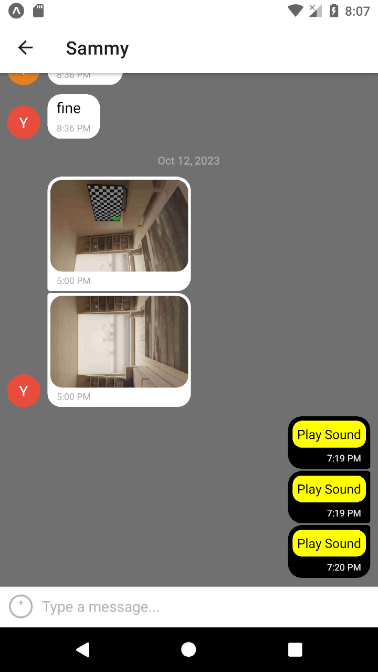 8:07
Sammy
8:36 PM
fine
Y
8:36 PM
Oct 12, 2023
5:00 PM
Y
5:00 PM
Play Sound
7:19 PM
Play Sound
7:19 PM
Play Sound
7:20 PM
Type a message...